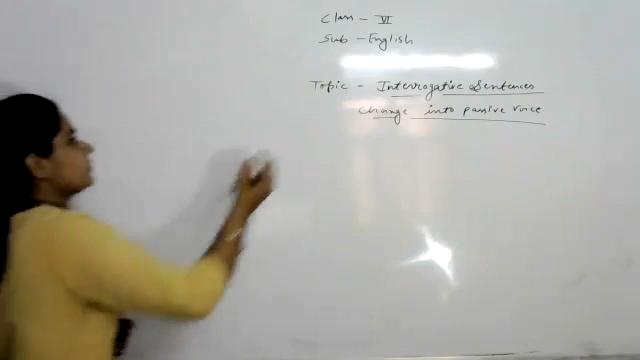 Class - VI
Sub - English
Topic - Interrogative Sentences
change into passive voice